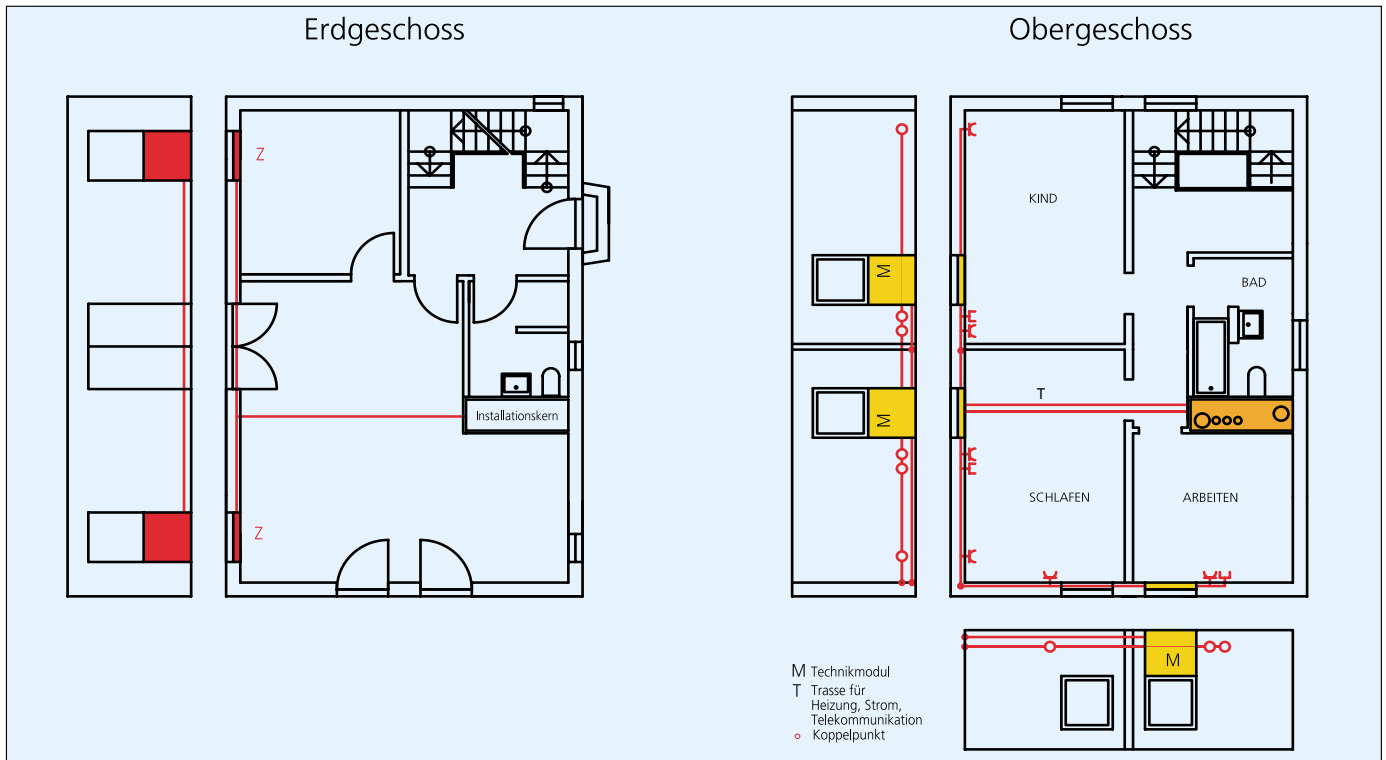 Erdgeschoss
Obergeschoss
Z
Z
Installationskern
M
M
KIND
BAD
T
SCHLAFEN
ARBEITEN
M
M Technikmodul
T Trasse für
Heizung, Strom,
Telekommunikation
Koppelpunkt